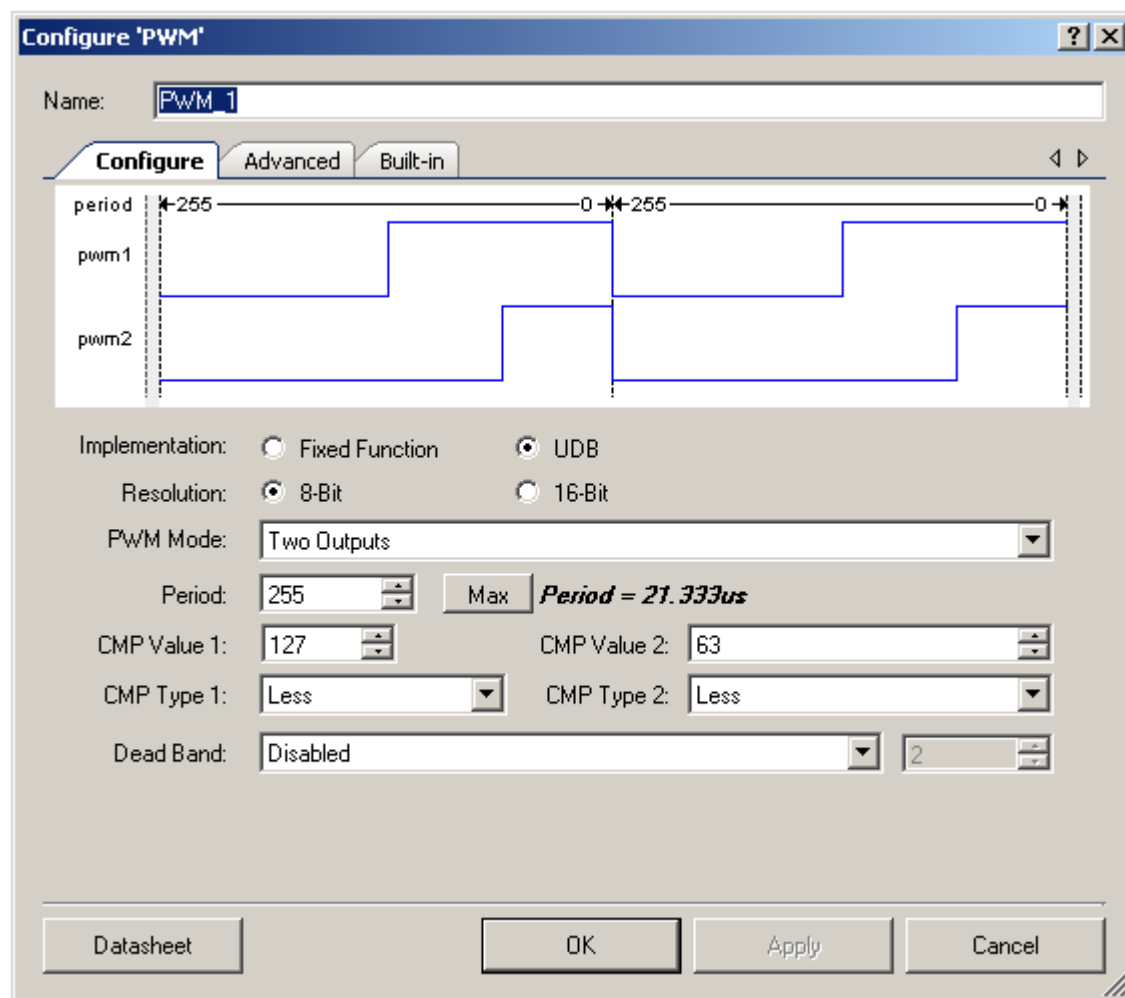 Configure 'PWM'
Name: PWM_1
Configure Advanced Built-in
period 255 0 255 0
pwm1
pwm2
Implementation: Fixed Function UDB
Resolution: 8-Bit 16-Bit
PWM Mode: Two Outputs
Period: 255 Max Period = 21.333us
CMP Value 1: 127 CMP Value 2: 63
CMP Type 1: Less CMP Type 2: Less
Dead Band: Disabled 2
Datasheet OK Apply Cancel